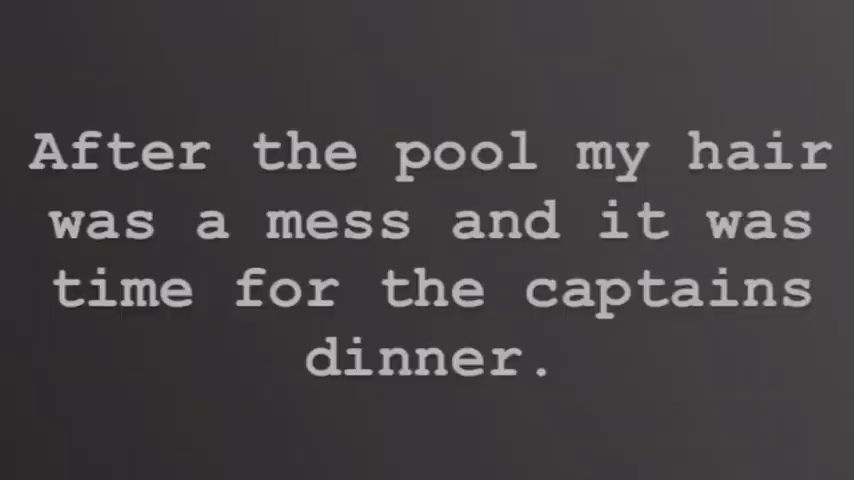 After the pool my hair
was a mess and it was
time for the captains
dinner.